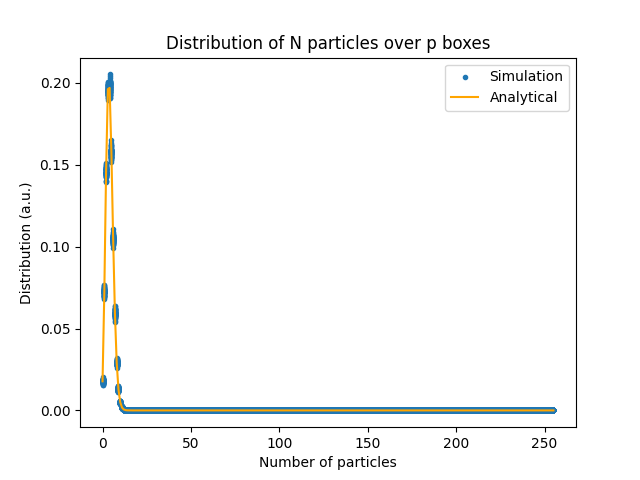 Distribution of N particles over p boxes
Simulation
Analytical
Distribution (a.u.)
0.20
0.15
0.10
0.05
0.00
0 50 100 150 200 250
Number of particles